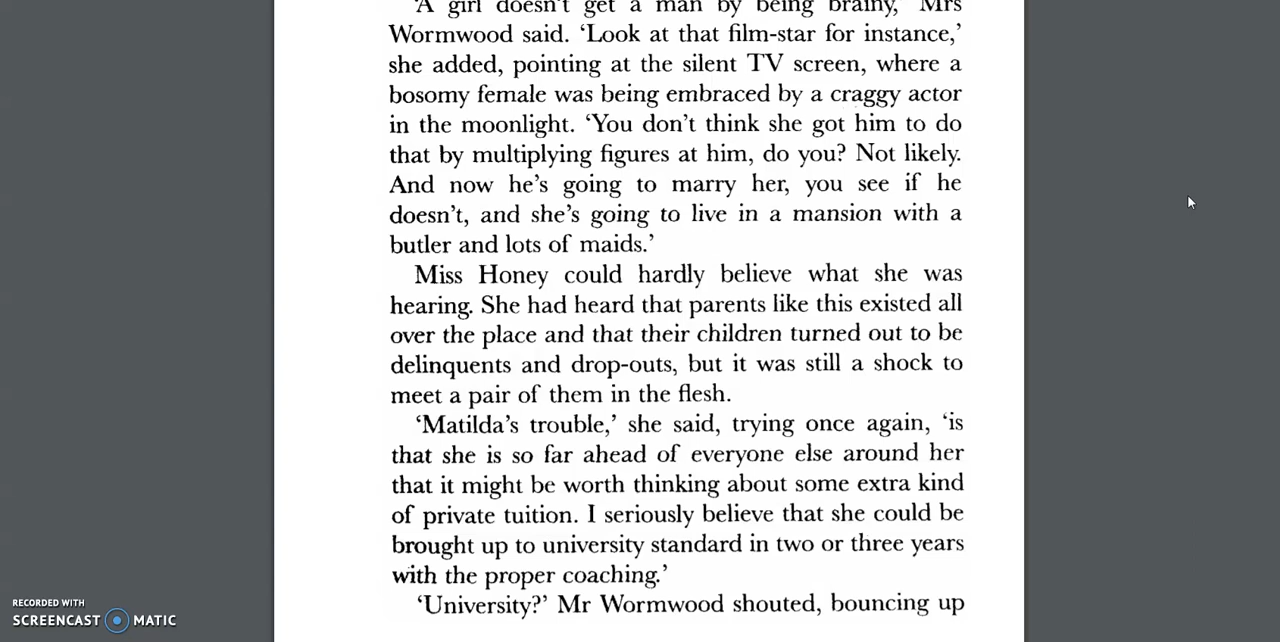 ‘A girl doesn’t get a man by being brainy,’ Mrs
Wormwood said. ‘Look at that film-star for instance,’
she added, pointing at the silent TV screen, where a
bosomy female was being embraced by a craggy actor
in the moonlight. ‘You don’t think she got him to do
that by multiplying figures at him, do you? Not likely.
And now he’s going to marry her, you see if he
doesn’t, and she’s going to live in a mansion with a
butler and lots of maids.’
Miss Honey could hardly believe what she was
hearing. She had heard that parents like this existed all
over the place and that their children turned out to be
delinquents and drop-outs, but it was still a shock to
meet a pair of them in the flesh.
‘Matilda’s trouble,’ she said, trying once again, ‘is
that she is so far ahead of everyone else around her
that it might be worth thinking about some extra kind
of private tuition. I seriously believe that she could be
brought up to university standard in two or three years
with the proper coaching.’
‘University?’ Mr Wormwood shouted, bouncing up
RECORDED WITH
SCREENCAST MATIC